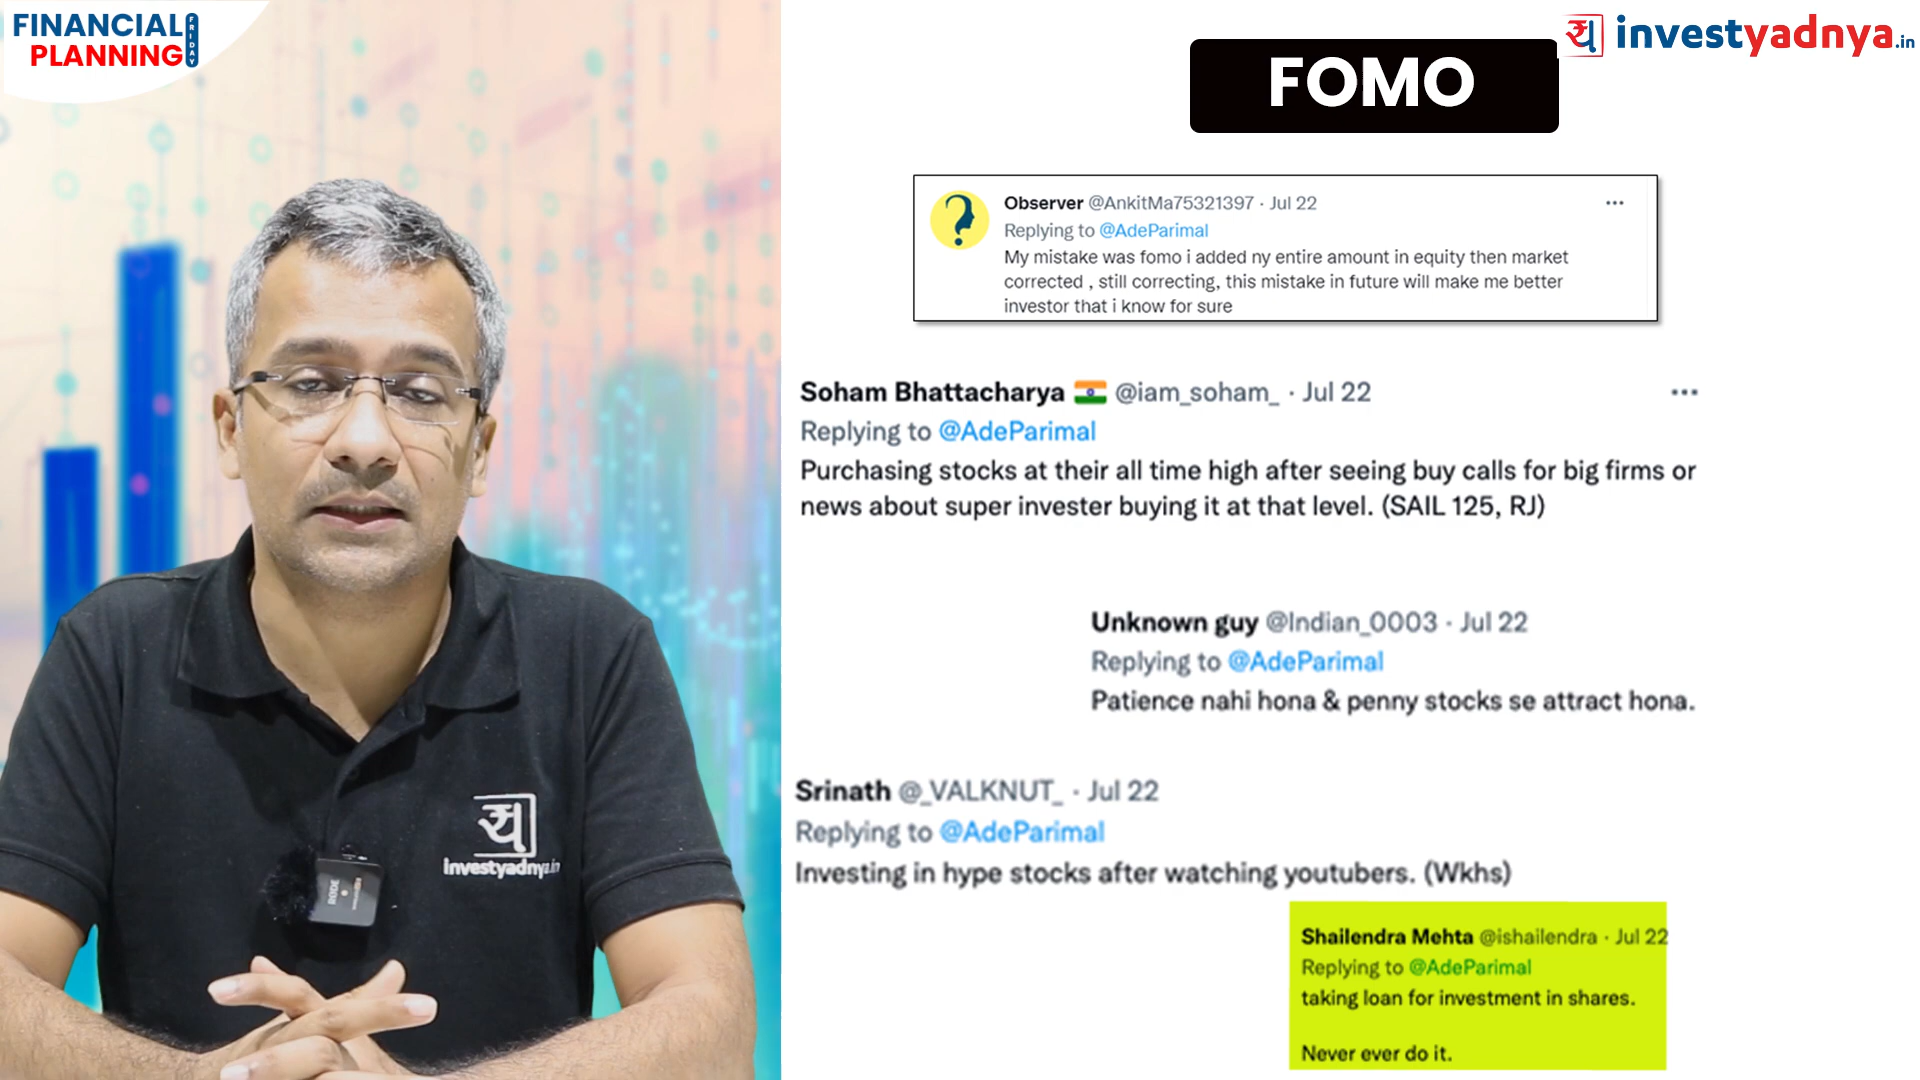 FINANCIAL
PLANNING
FRIDAY
investyadnya.in
FOMO
Observer @AnkitMa75321397 · Jul 22
Replying to @AdeParimal
My mistake was fomo i added ny entire amount in equity then market
corrected , still correcting, this mistake in future will make me better
investor that i know for sure
Soham Bhattacharya @iam_soham_ · Jul 22
Replying to @AdeParimal
Purchasing stocks at their all time high after seeing buy calls for big firms or
news about super invester buying it at that level. (SAIL 125, RJ)
Unknown guy @Indian_0003 · Jul 22
Replying to @AdeParimal
Patience nahi hona & penny stocks se attract hona.
Srinath @_VALKNUT_ · Jul 22
Replying to @AdeParimal
Investing in hype stocks after watching youtubers. (Wkhs)
Shailendra Mehta @ishailendra · Jul 22
Replying to @AdeParimal
taking loan for investment in shares.
Never ever do it.
investyadnya.in
RODE